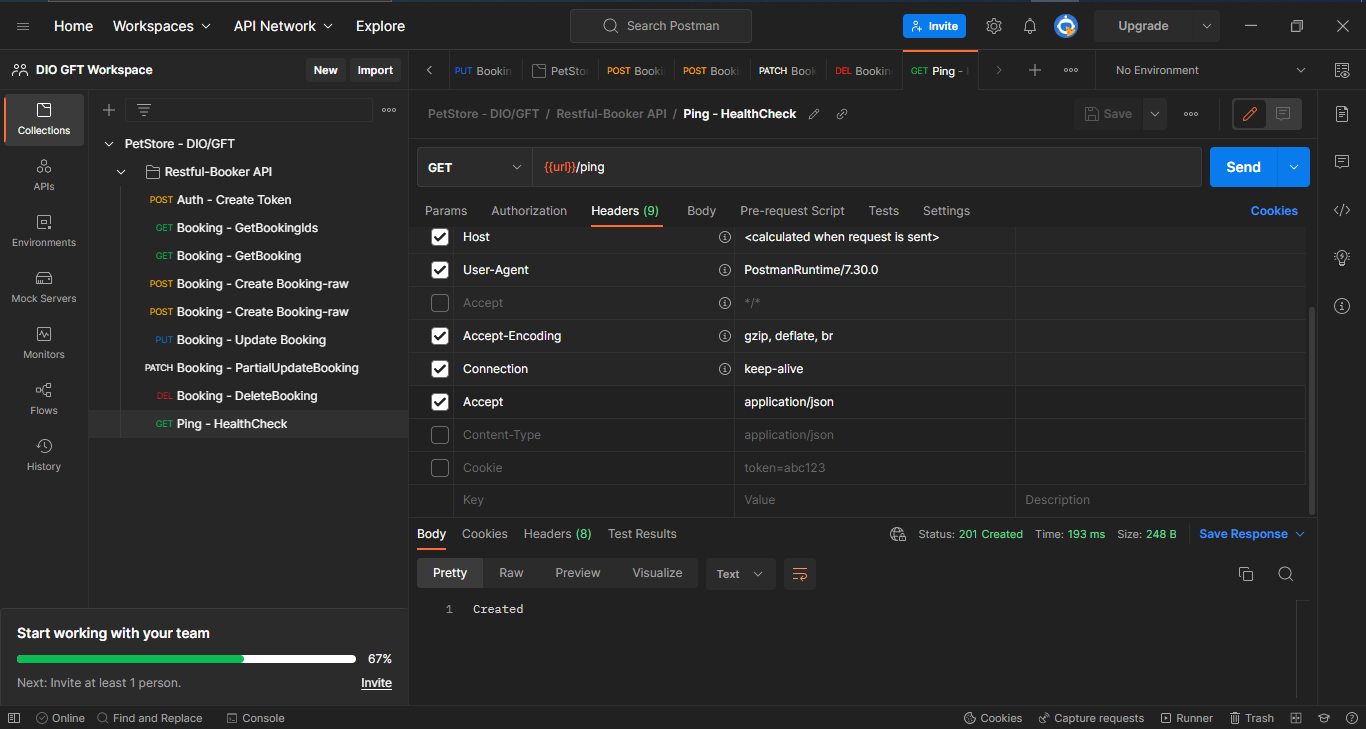 Home Workspaces API Network Explore Search Postman Invite Upgrade
DIO GFT Workspace New Import PUT Bookin PetSto POST Book POST Book PATCH Boo DEL Bookin GET Ping - No Environment
Collections
APIs
Environments
Mock Servers
Monitors
Flows
History
PetStore - DIO/GFT
Restful-Booker API
POST Auth - Create Token
GET Booking - GetBookingIds
GET Booking - GetBooking
POST Booking - Create Booking-raw
POST Booking - Create Booking-raw
PUT Booking - Update Booking
PATCH Booking - PartialUpdateBooking
DEL Booking - DeleteBooking
GET Ping - HealthCheck
Start working with your team
67%
Next: Invite at least 1 person. Invite
PetStore - DIO/GFT / Restful-Booker API / Ping - HealthCheck Save
GET {{url}}/ping Send
Params Authorization Headers (9) Body Pre-request Script Tests Settings Cookies
Host <calculated when request is sent>
User-Agent PostmanRuntime/7.30.0
Accept */*
Accept-Encoding gzip, deflate, br
Connection keep-alive
Accept application/json
Content-Type application/json
Cookie token=abc123
Key Value Description
Body Cookies Headers (8) Test Results Status: 201 Created Time: 193 ms Size: 248 B Save Response
Pretty Raw Preview Visualize Text
1 Created
Online Find and Replace Console Cookies Capture requests Runner Trash